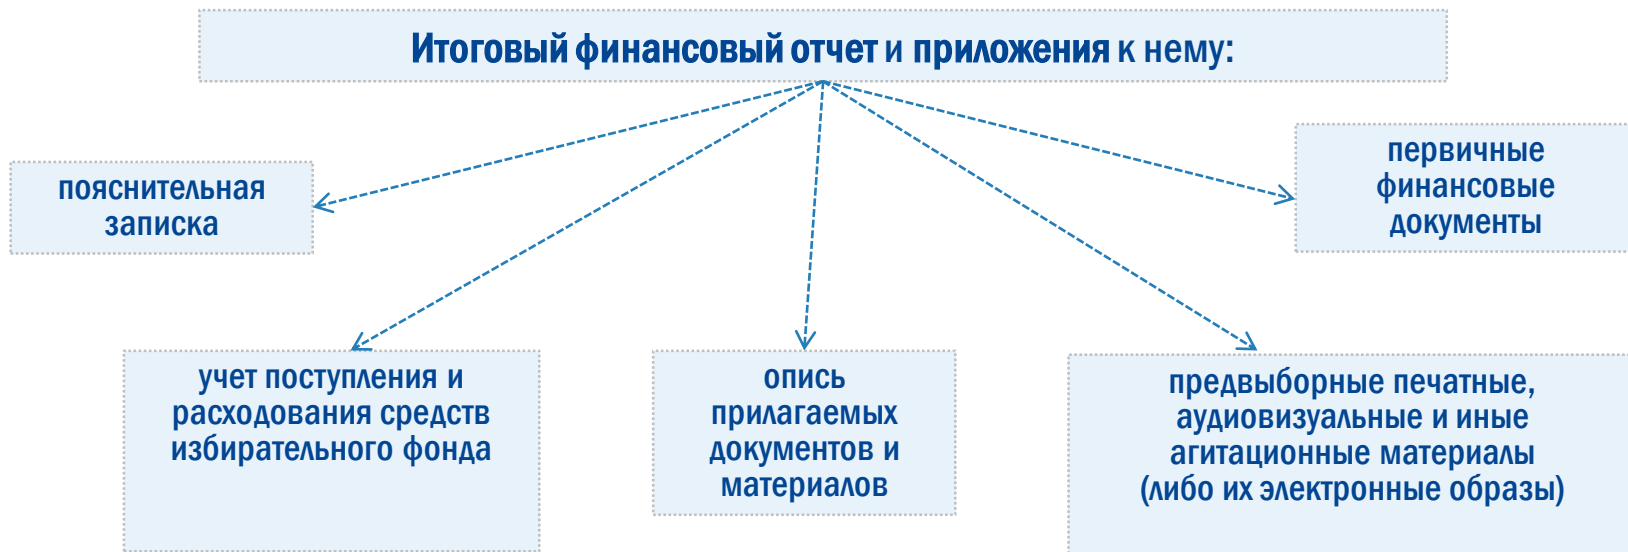 Итоговый финансовый отчет и приложения к нему:
пояснительная
записка
первичные
финансовые
документы
учет поступления и
расходования средств
избирательного фонда
опись
прилагаемых
документов и
материалов
предвыборные печатные,
аудиовизуальные и иные
агитационные материалы
(либо их электронные образы)